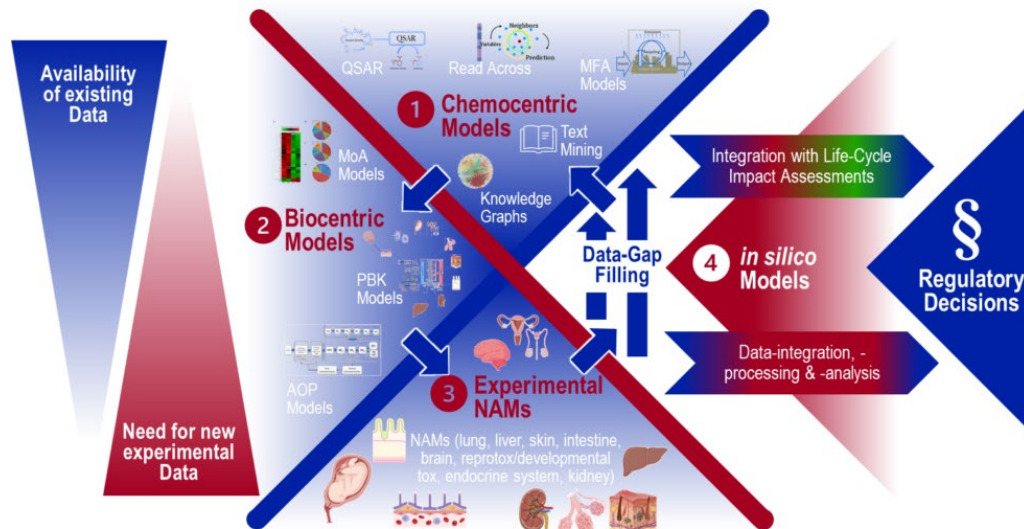 Availability
of existing
Data
Need for new
experimental
Data
QSAR
QSAR
Neighbors
Variables
Prediction
Read Across
MFA
Models
1
Chemocentric
Models
Text
Mining
Knowledge
Graphs
MoA
Models
2
Biocentric
Models
PBK
Models
AOP
Models
3
Experimental
NAMs
NAMs (lung, liver, skin, intestine,
brain, reprotox/developmental
tox, endocrine system, kidney)
Data-Gap
Filling
Integration with Life-Cycle
Impact Assessments
4
in silico
Models
Data-integration, -
processing & -analysis
§
Regulatory
Decisions